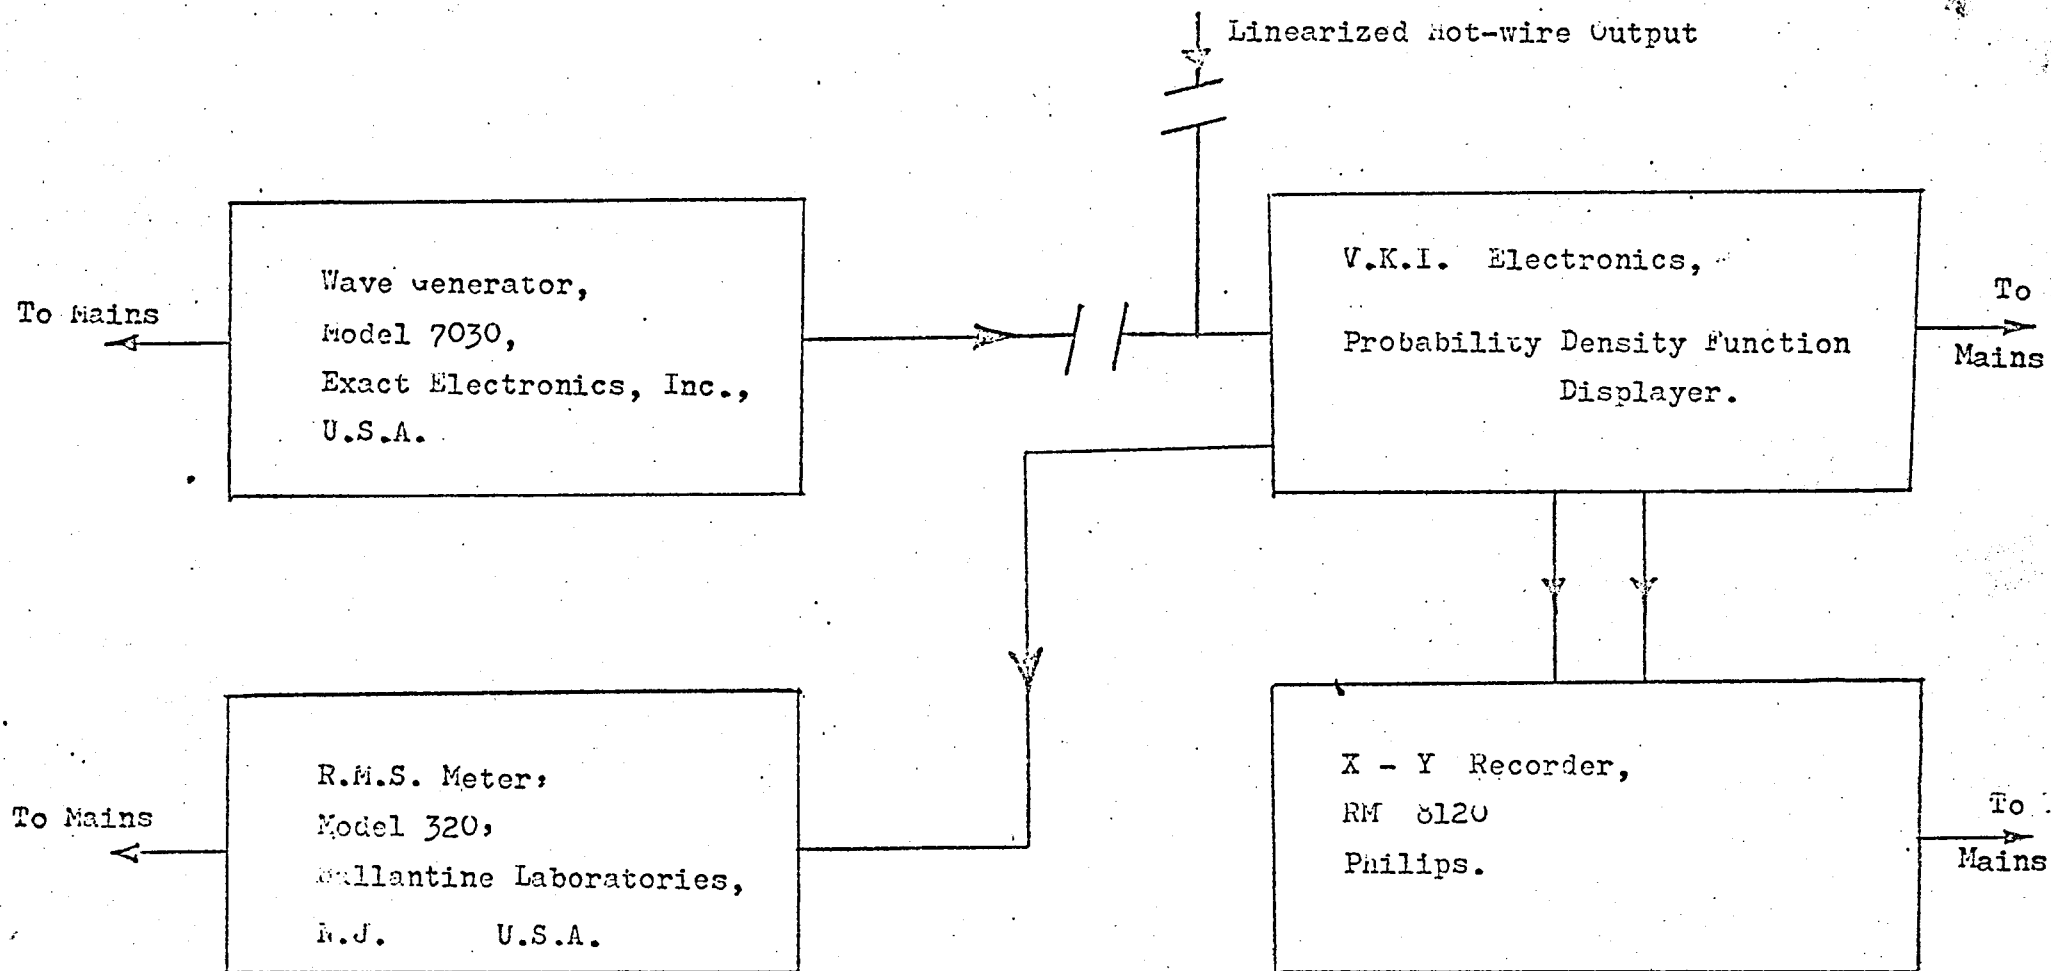 Linearized Hot-wire Output
To Mains
Wave Generator,
Model 7030,
Exact Electronics, Inc.,
U.S.A.
V.K.I. Electronics,
Probability Density Function
Displayer.
To
Mains
To Mains
R.M.S. Meter,
Model 320,
Ballantine Laboratories,
N.J. U.S.A.
X - Y Recorder,
RM 8120
Philips.
To
Mains